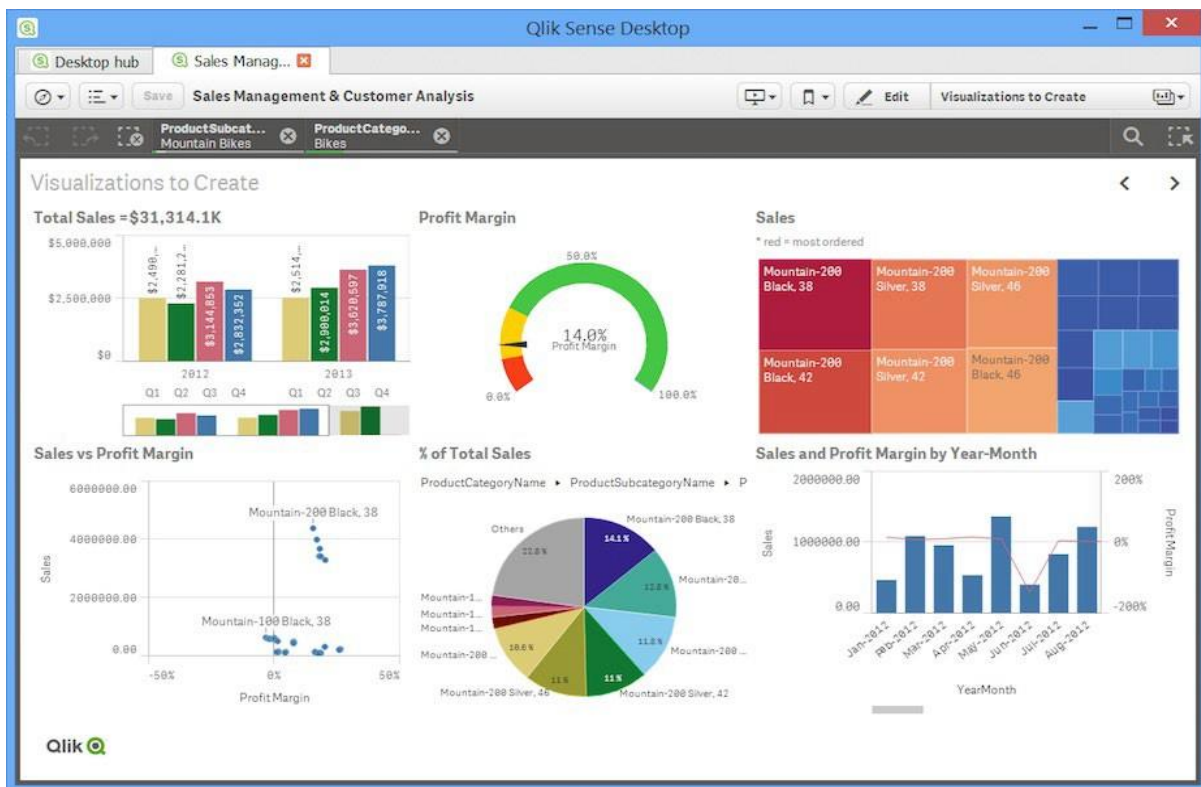 Qlik Sense Desktop
Desktop hub
Sales Manag...
Save
Sales Management & Customer Analysis
Edit
Visualizations to Create
ProductSubcat...
Mountain Bikes
ProductCatego...
Bikes
Visualizations to Create
Total Sales =$31,314.1K
$5,000,000
$2,500,000
$0
$2,490,...
$2,281,2...
$3,144,853
$2,832,352
$2,514,...
$2,900,014
$3,620,597
$3,787,918
2012
2013
Q1 Q2 Q3 Q4 Q1 Q2 Q3 Q4
Profit Margin
50.0%
14.0%
Profit Margin
0.0%
100.0%
Sales
* red = most ordered
Mountain-200
Black, 38
Mountain-200
Silver, 38
Mountain-200
Silver, 46
Mountain-200
Black, 42
Mountain-200
Silver, 42
Mountain-200
Black, 46
Sales vs Profit Margin
6000000.00
4000000.00
2000000.00
0.00
Sales
Mountain-200 Black, 38
Mountain-100 Black, 38
-50%
0%
50%
Profit Margin
% of Total Sales
ProductCategoryName ▸ ProductSubcategoryName ▸ P
Others
Mountain-200 Black, 38
14.1%
Mountain-20...
Mountain-200 ...
Mountain-200 Silver, 42
11%
Mountain-200 Silver, 46
11%
Mountain-200 ...
10.6%
Mountain-1...
Mountain-1...
Mountain-1...
Sales and Profit Margin by Year-Month
2000000.00
1000000.00
0.00
Sales
200%
0%
-200%
Profit Margin
Jan-2012
Feb-2012
Mar-2012
Apr-2012
May-2012
Jun-2012
Jul-2012
Aug-2012
YearMonth
Qlik